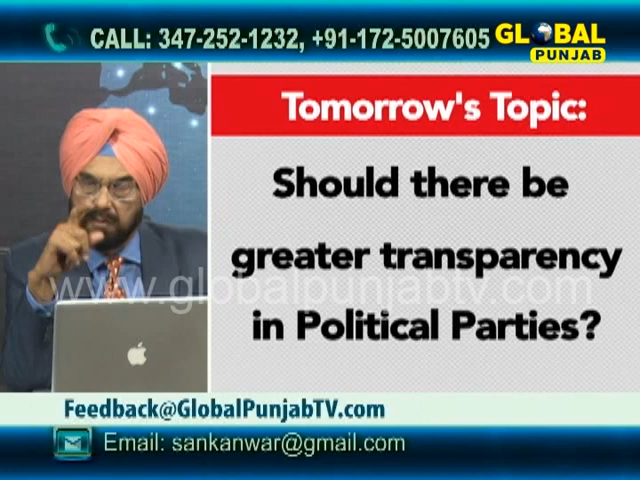 CALL: 347-252-1232, +91-172-5007605
GLOBAL
PUNJAB
Tomorrow's Topic:
Should there be
greater transparency
in Political Parties?
www.globalpunjabtv.com
Feedback@GlobalPunjabTV.com
Email: sankanwar@gmail.com